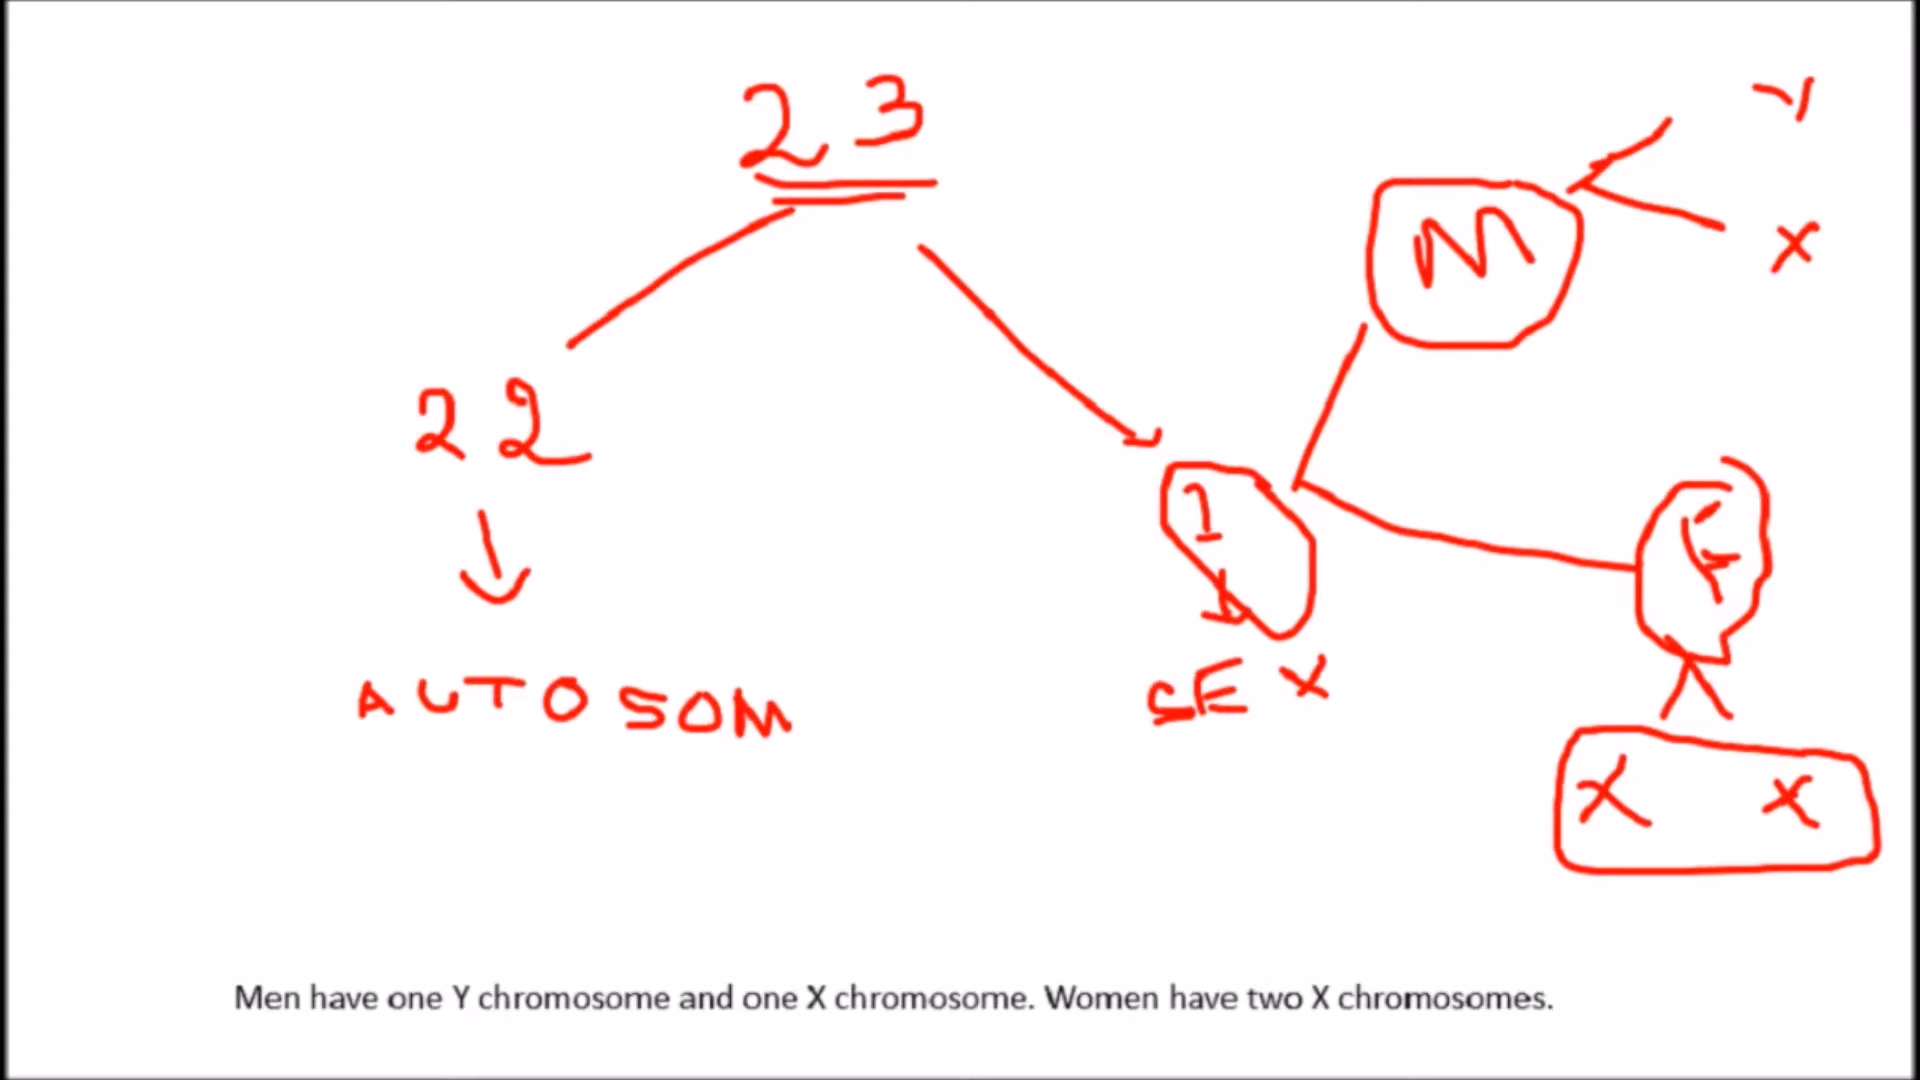 23
Y
M
X
22
1
F
AUTOSOM
SEX
X X
Men have one Y chromosome and one X chromosome. Women have two X chromosomes.